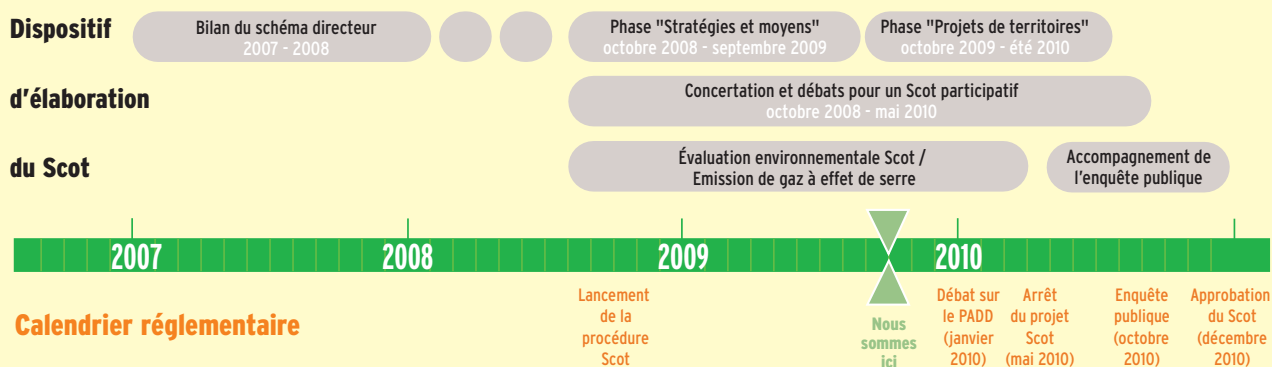 Dispositif
d'élaboration
du Scot
Bilan du schéma directeur
2007 - 2008
Phase "Stratégies et moyens"
octobre 2008 - septembre 2009
Phase "Projets de territoires"
octobre 2009 - été 2010
Concertation et débats pour un Scot participatif
octobre 2008 - mai 2010
Évaluation environnementale Scot /
Emission de gaz à effet de serre
Accompagnement de
l'enquête publique
2007
2008
2009
2010
Calendrier réglementaire
Lancement
de la
procédure
Scot
Nous
sommes
ici
Débat sur
le PADD
(janvier
2010)
Arrêt
du projet
Scot
(mai 2010)
Enquête
publique
(octobre
2010)
Approbation
du Scot
(décembre
2010)